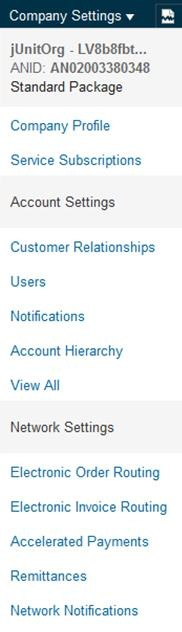 Company Settings ▼
jUnitOrg - LV8b8fbt...
ANID: AN02003380348
Standard Package
Company Profile
Service Subscriptions
Account Settings
Customer Relationships
Users
Notifications
Account Hierarchy
View All
Network Settings
Electronic Order Routing
Electronic Invoice Routing
Accelerated Payments
Remittances
Network Notifications